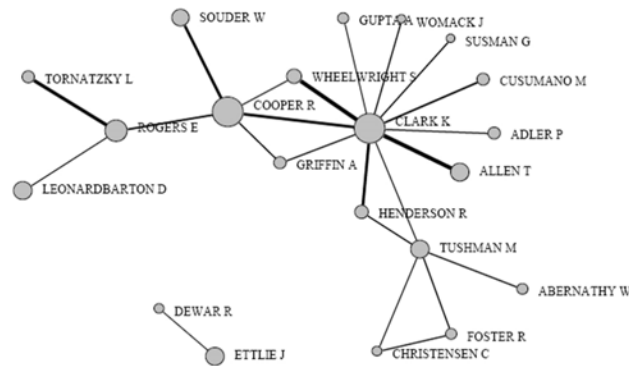 SOUDER W
GUPTA A
WOMACK J
SUSMAN G
TORNATZKY L
WHEELWRIGHT S
CUSUMANO M
COOPER R
ROGERS E
CLARK K
ADLER P
GRIFFIN A
ALLEN T
LEONARDBARTON D
HENDERSON R
TUSHMAN M
ABERNATHY W
DEWAR R
FOSTER R
ETTLIE J
CHRISTENSEN C